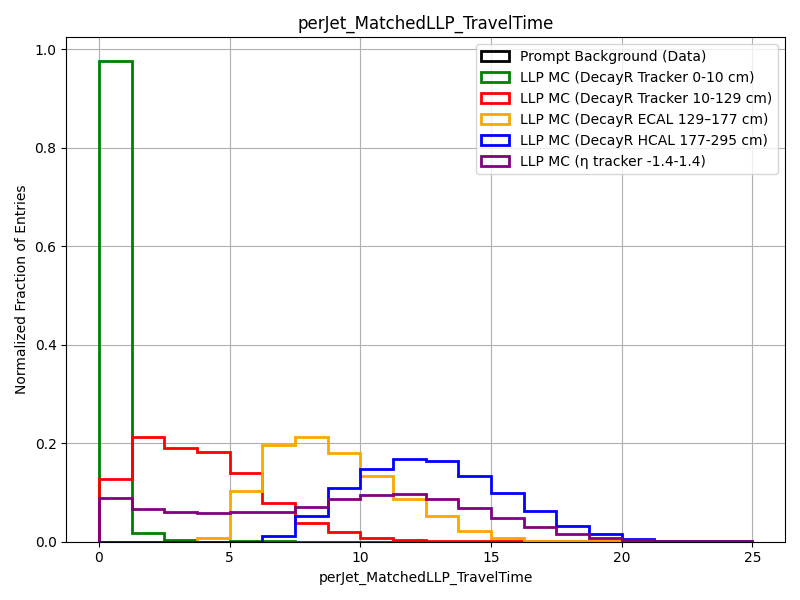 perJet_MatchedLLP_TravelTime
Prompt Background (Data)
LLP MC (DecayR Tracker 0-10 cm)
LLP MC (DecayR Tracker 10-129 cm)
LLP MC (DecayR ECAL 129–177 cm)
LLP MC (DecayR HCAL 177-295 cm)
LLP MC (η tracker -1.4-1.4)
Normalized Fraction of Entries
1.0
0.8
0.6
0.4
0.2
0.0
0 5 10 15 20 25
perJet_MatchedLLP_TravelTime